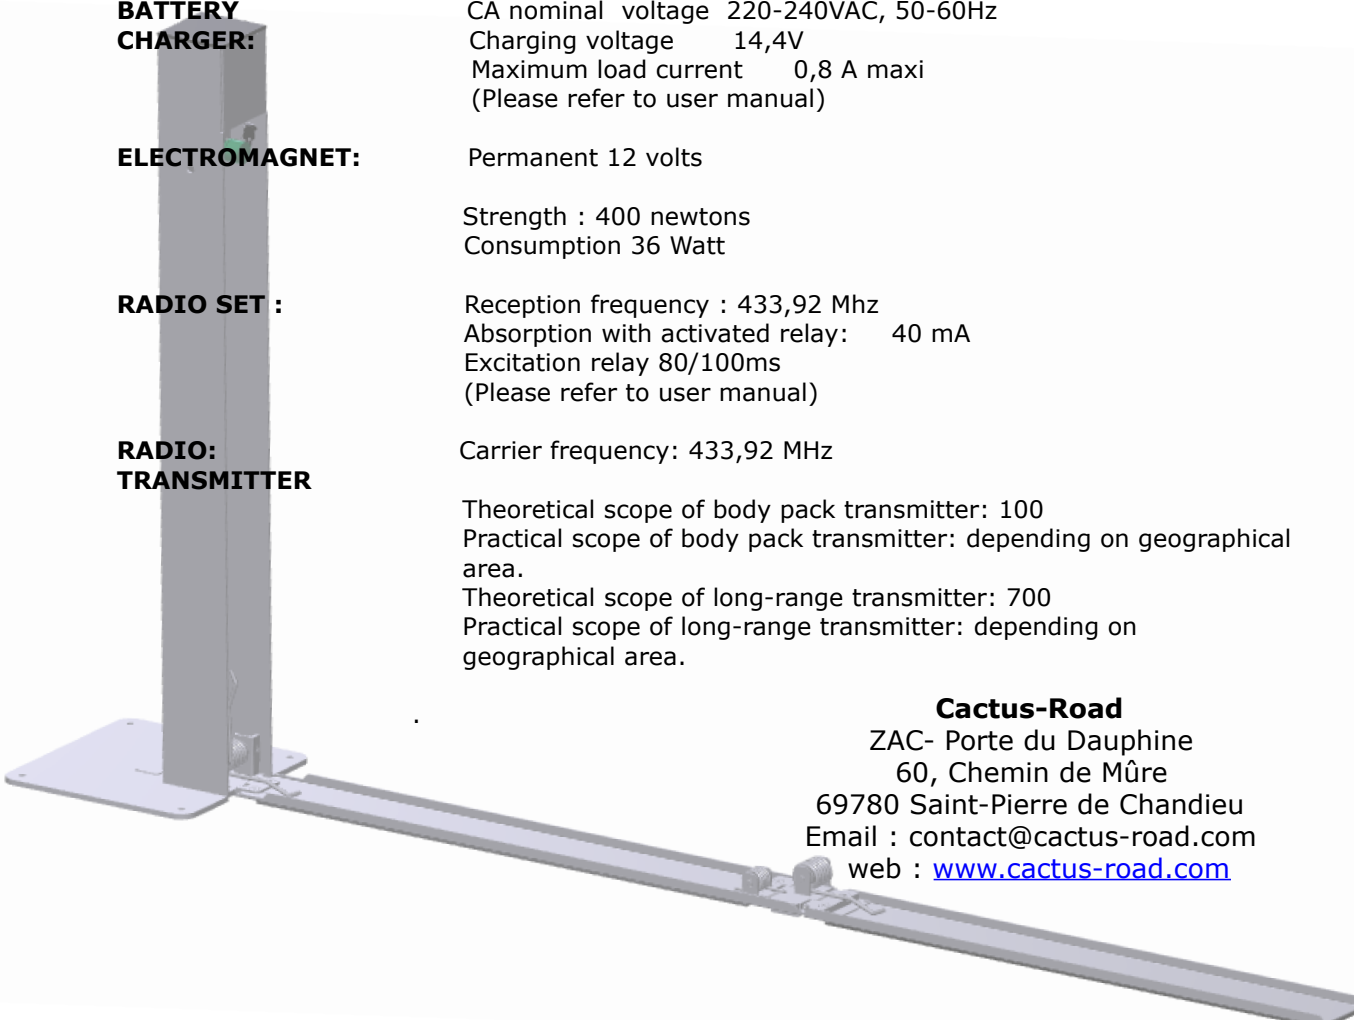 BATTERY CA nominal voltage 220-240VAC, 50-60Hz
CHARGER: Charging voltage 14,4V
Maximum load current 0,8 A maxi
(Please refer to user manual)
ELECTROMAGNET: Permanent 12 volts
Strength : 400 newtons
Consumption 36 Watt
RADIO SET : Reception frequency : 433,92 Mhz
Absorption with activated relay: 40 mA
Excitation relay 80/100ms
(Please refer to user manual)
RADIO: Carrier frequency: 433,92 MHz
TRANSMITTER
Theoretical scope of body pack transmitter: 100
Practical scope of body pack transmitter: depending on geographical
area.
Theoretical scope of long-range transmitter: 700
Practical scope of long-range transmitter: depending on
geographical area.
.
Cactus-Road
ZAC- Porte du Dauphine
60, Chemin de Mûre
69780 Saint-Pierre de Chandieu
Email : contact@cactus-road.com
web : www.cactus-road.com